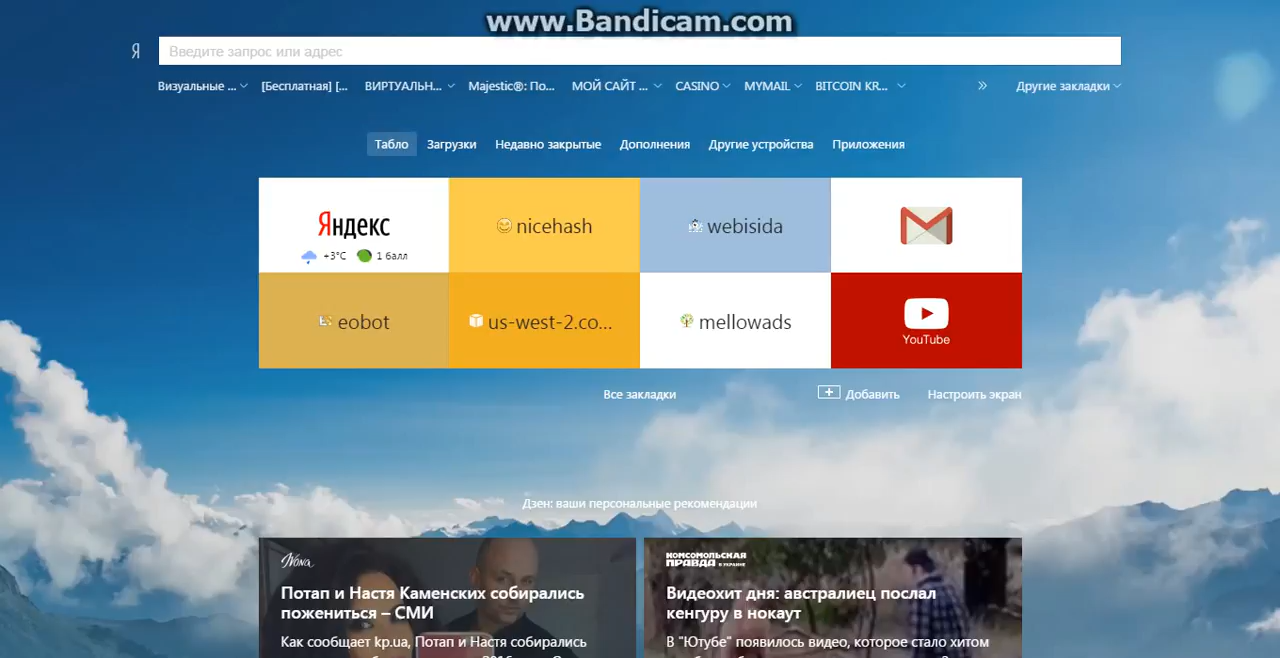 www.Bandicam.com
Я Введите запрос или адрес
Визуальные ... [Бесплатная] [... ВИРТУАЛЬН... Majestic®: По... МОЙ САЙТ ... CASINO MYMAIL BITCOIN KR... » Другие закладки
Табло Загрузки Недавно закрытые Дополнения Другие устройства Приложения
Яндекс
+3°C 1 балл
nicehash
webisida
eobot
us-west-2.co...
mellowads
YouTube
Все закладки Добавить Настроить экран
Дзен: ваши персональные рекомендации
Ivona
Потап и Настя Каменских собирались
пожениться – СМИ
Как сообщает kp.ua, Потап и Настя собирались
КОМСОМОЛЬСКАЯ
ПРАВДА В УКРАИНЕ
Видеохит дня: австралиец послал
кенгуру в нокаут
В "Ютубе" появилось видео, которое стало хитом